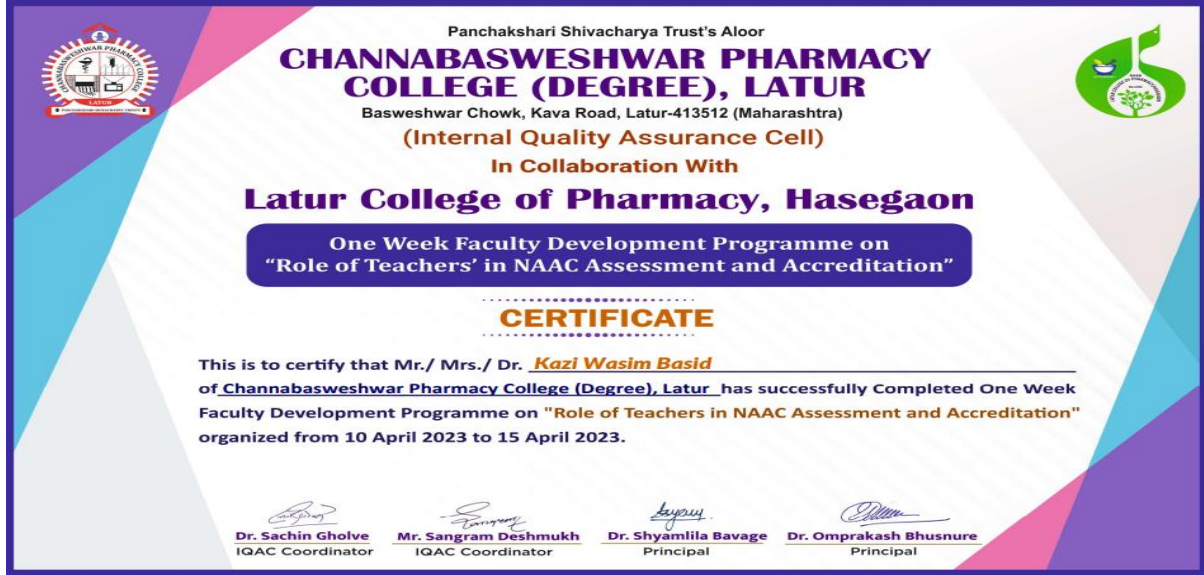 Panchakshari Shivacharya Trust's Aloor
CHANNABASWESHWAR PHARMACY
COLLEGE (DEGREE), LATUR
Basweshwar Chowk, Kava Road, Latur-413512 (Maharashtra)
(Internal Quality Assurance Cell)
In Collaboration With
Latur College of Pharmacy, Hasegaon
One Week Faculty Development Programme on
“Role of Teachers’ in NAAC Assessment and Accreditation”
CERTIFICATE
This is to certify that Mr./ Mrs./ Dr. Kazi Wasim Basid
of Channabasweshwar Pharmacy College (Degree), Latur has successfully Completed One Week
Faculty Development Programme on "Role of Teachers in NAAC Assessment and Accreditation"
organized from 10 April 2023 to 15 April 2023.
Dr. Sachin Gholve Mr. Sangram Deshmukh Dr. Shyamlila Bavage Dr. Omprakash Bhusnure
IQAC Coordinator IQAC Coordinator Principal Principal
CHANNABASWESHWAR PHARMACY COLLEGE
LATUR